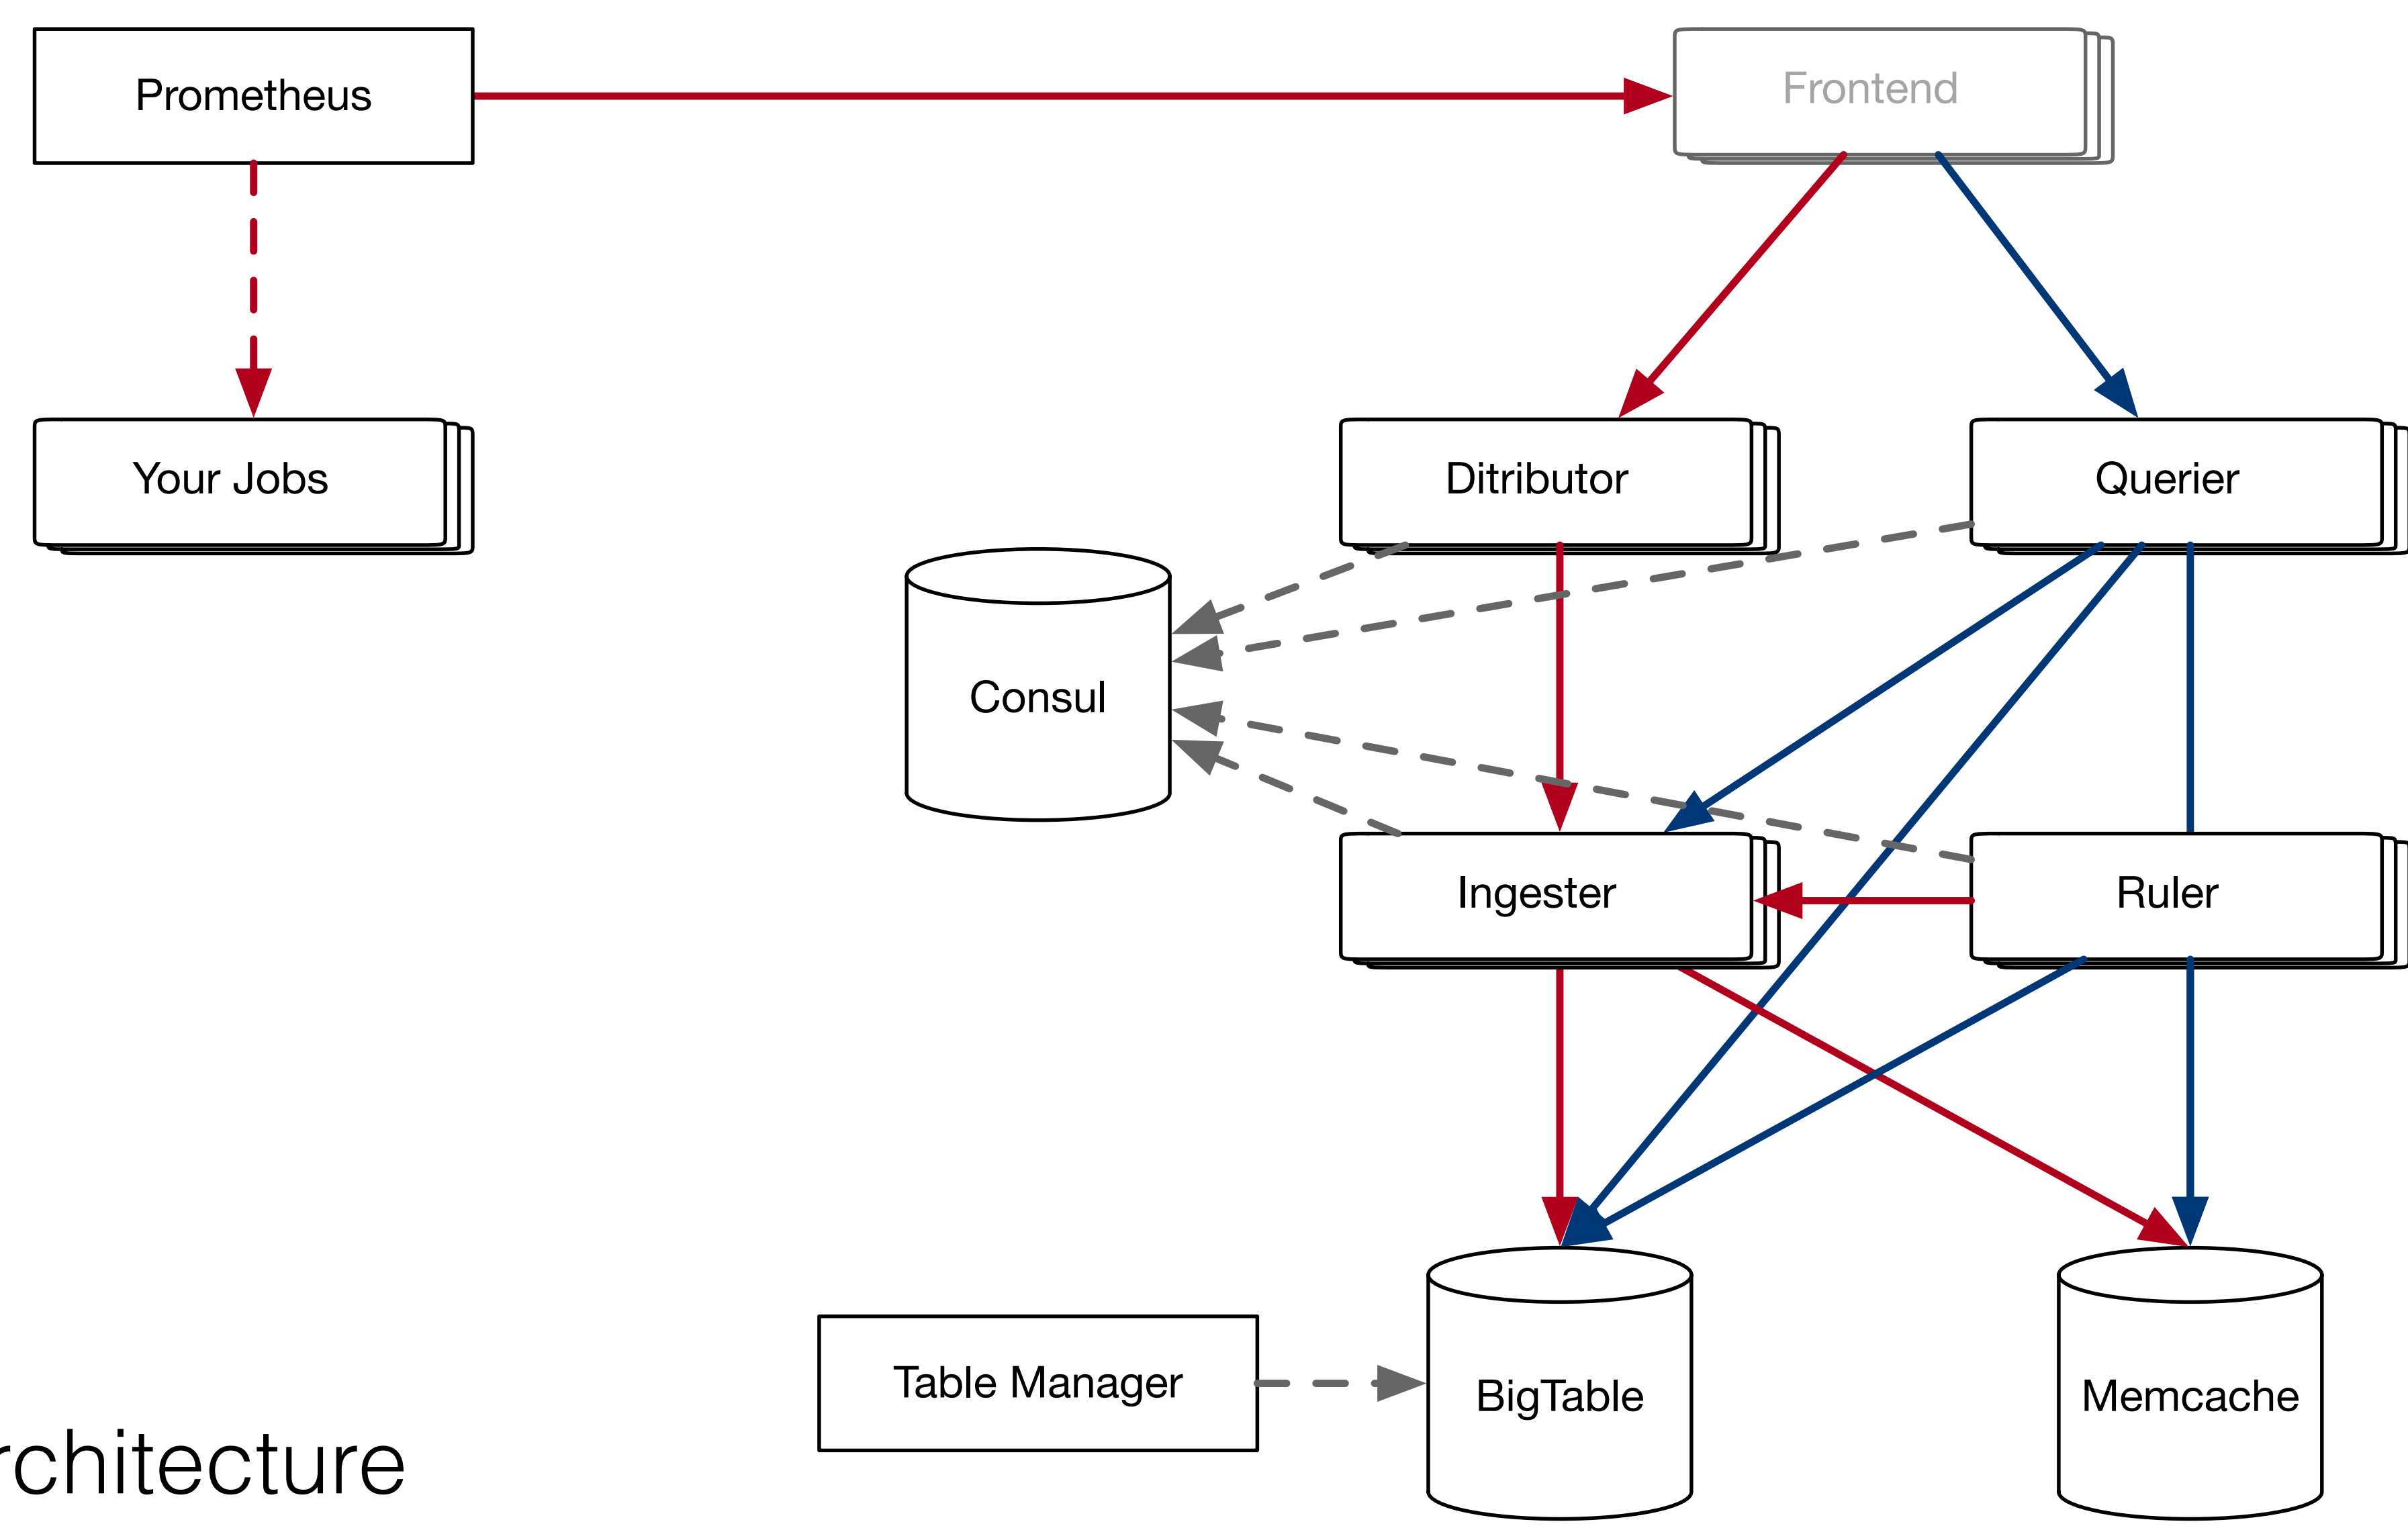 Prometheus
Frontend
Your Jobs
Ditributor
Querier
Consul
Ingester
Ruler
Table Manager
BigTable
Memcache
rchitecture